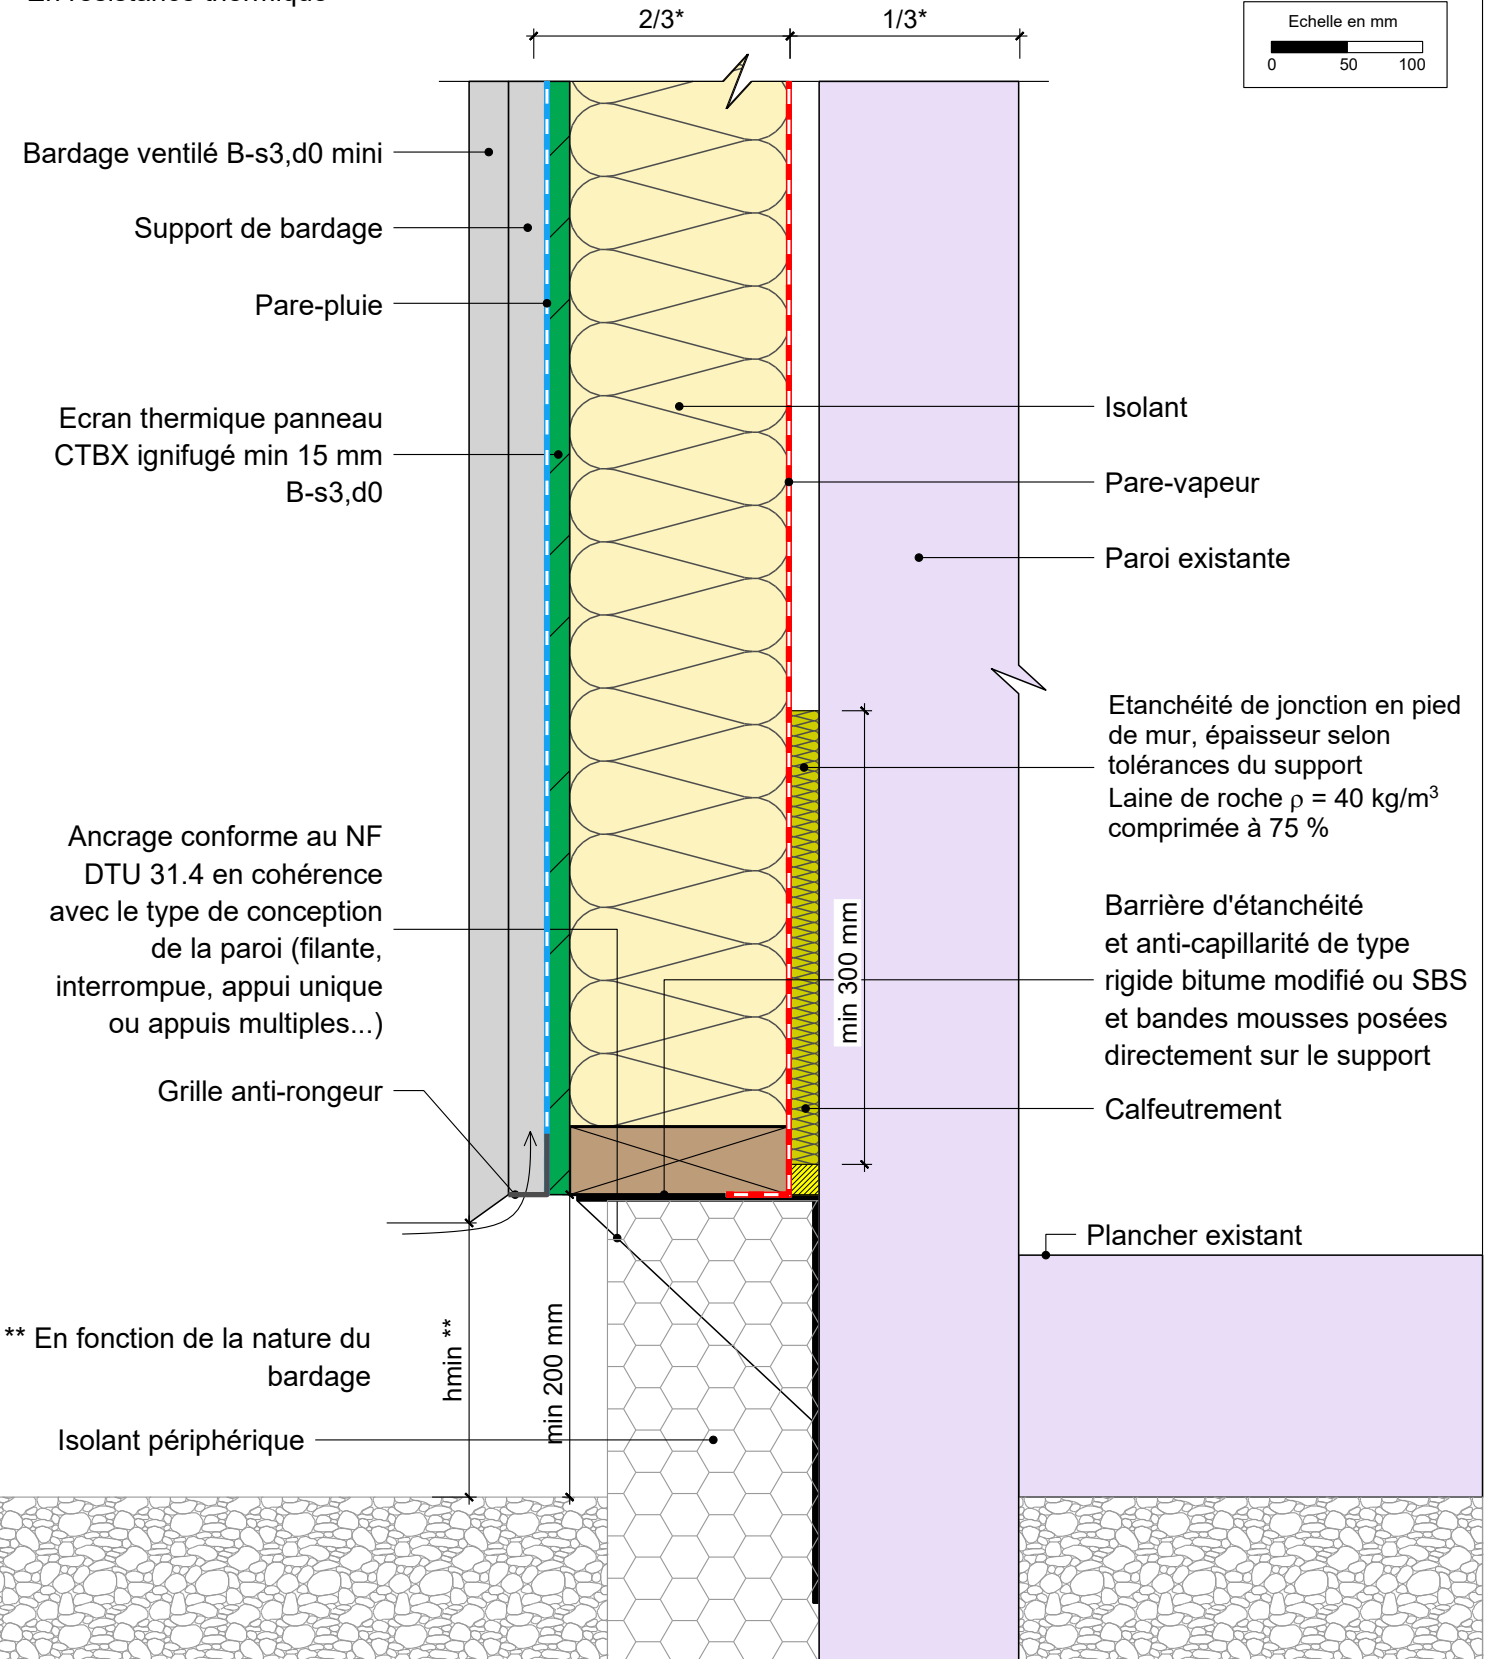 2/3*
1/3*
Echelle en mm
0 50 100
Bardage ventilé B-s3,d0 mini
Support de bardage
Pare-pluie
Ecran thermique panneau
CTBX ignifugé min 15 mm
B-s3,d0
Ancrage conforme au NF
DTU 31.4 en cohérence
avec le type de conception
de la paroi (filante,
interrompue, appui unique
ou appuis multiples...)
Grille anti-rongeur
** En fonction de la nature du
bardage
Isolant périphérique
hmin **
min 200 mm
min 300 mm
Isolant
Pare-vapeur
Paroi existante
Etanchéité de jonction en pied
de mur, épaisseur selon
tolérances du support
Laine de roche ρ = 40 kg/m³
comprimée à 75 %
Barrière d'étanchéité
et anti-capillarité de type
rigide bitume modifié ou SBS
et bandes mousses posées
directement sur le support
Calfeutrement
Plancher existant